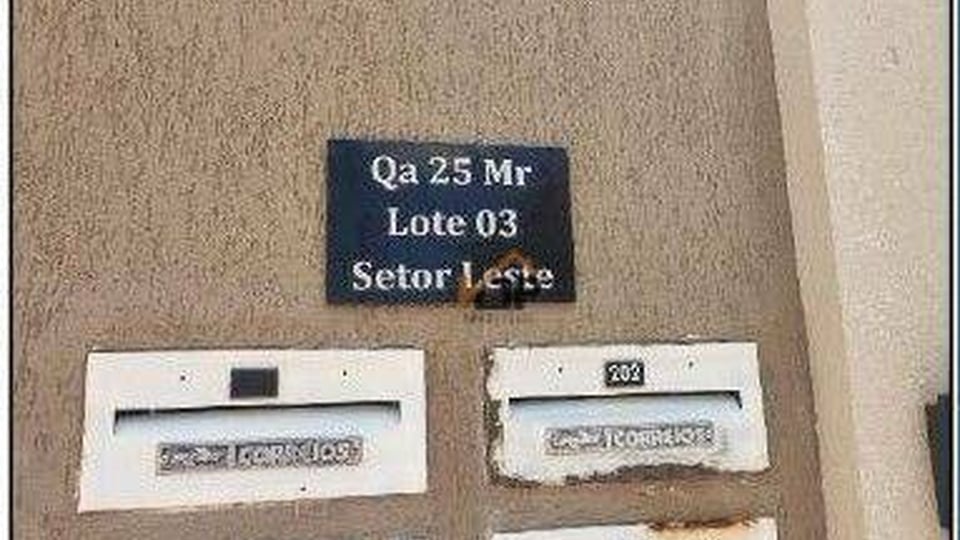 Qa 25 Mr
Lote 03
Setor Leste
202
CORREIOS
CORREIOS